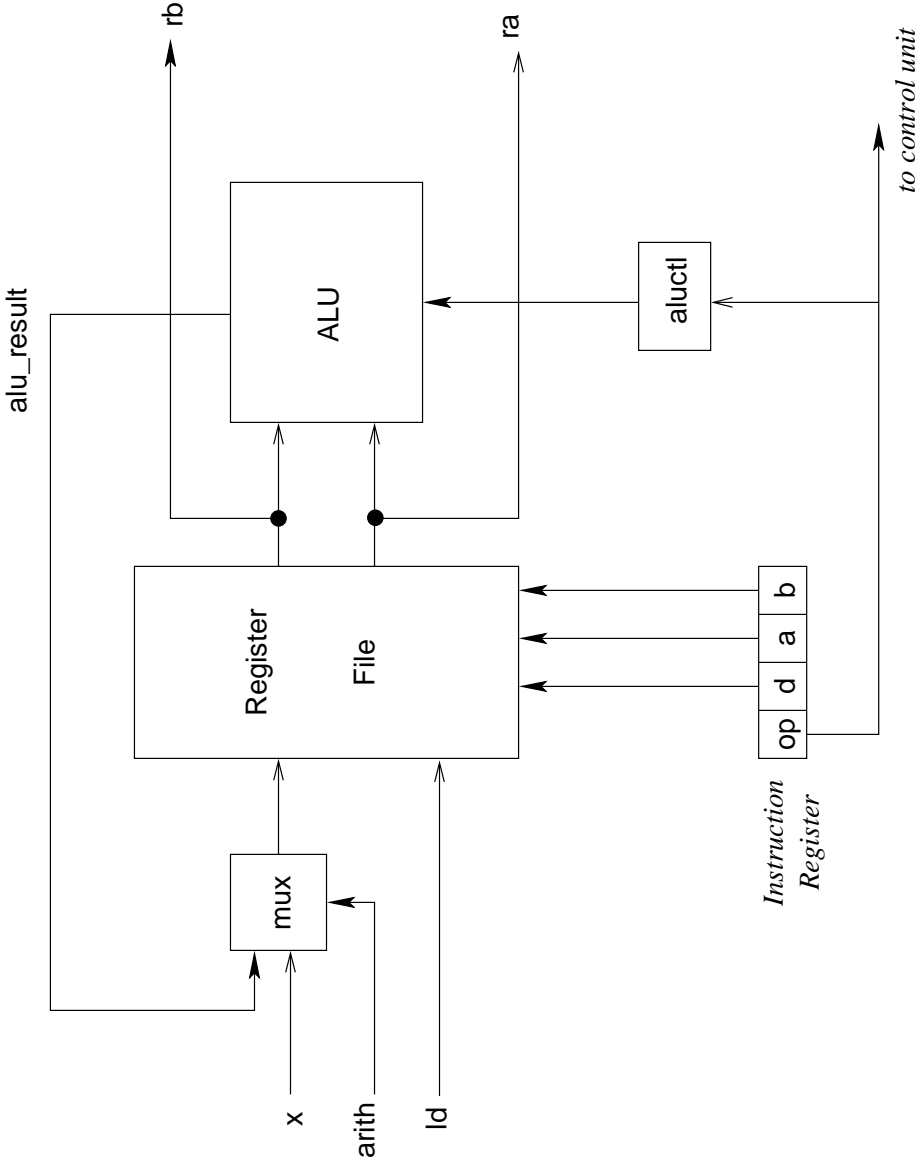 alu_result
rb
Register
mux
x
ALU
File
arith
ld
ra
aluctl
Instruction
Register
op d a b
to control unit